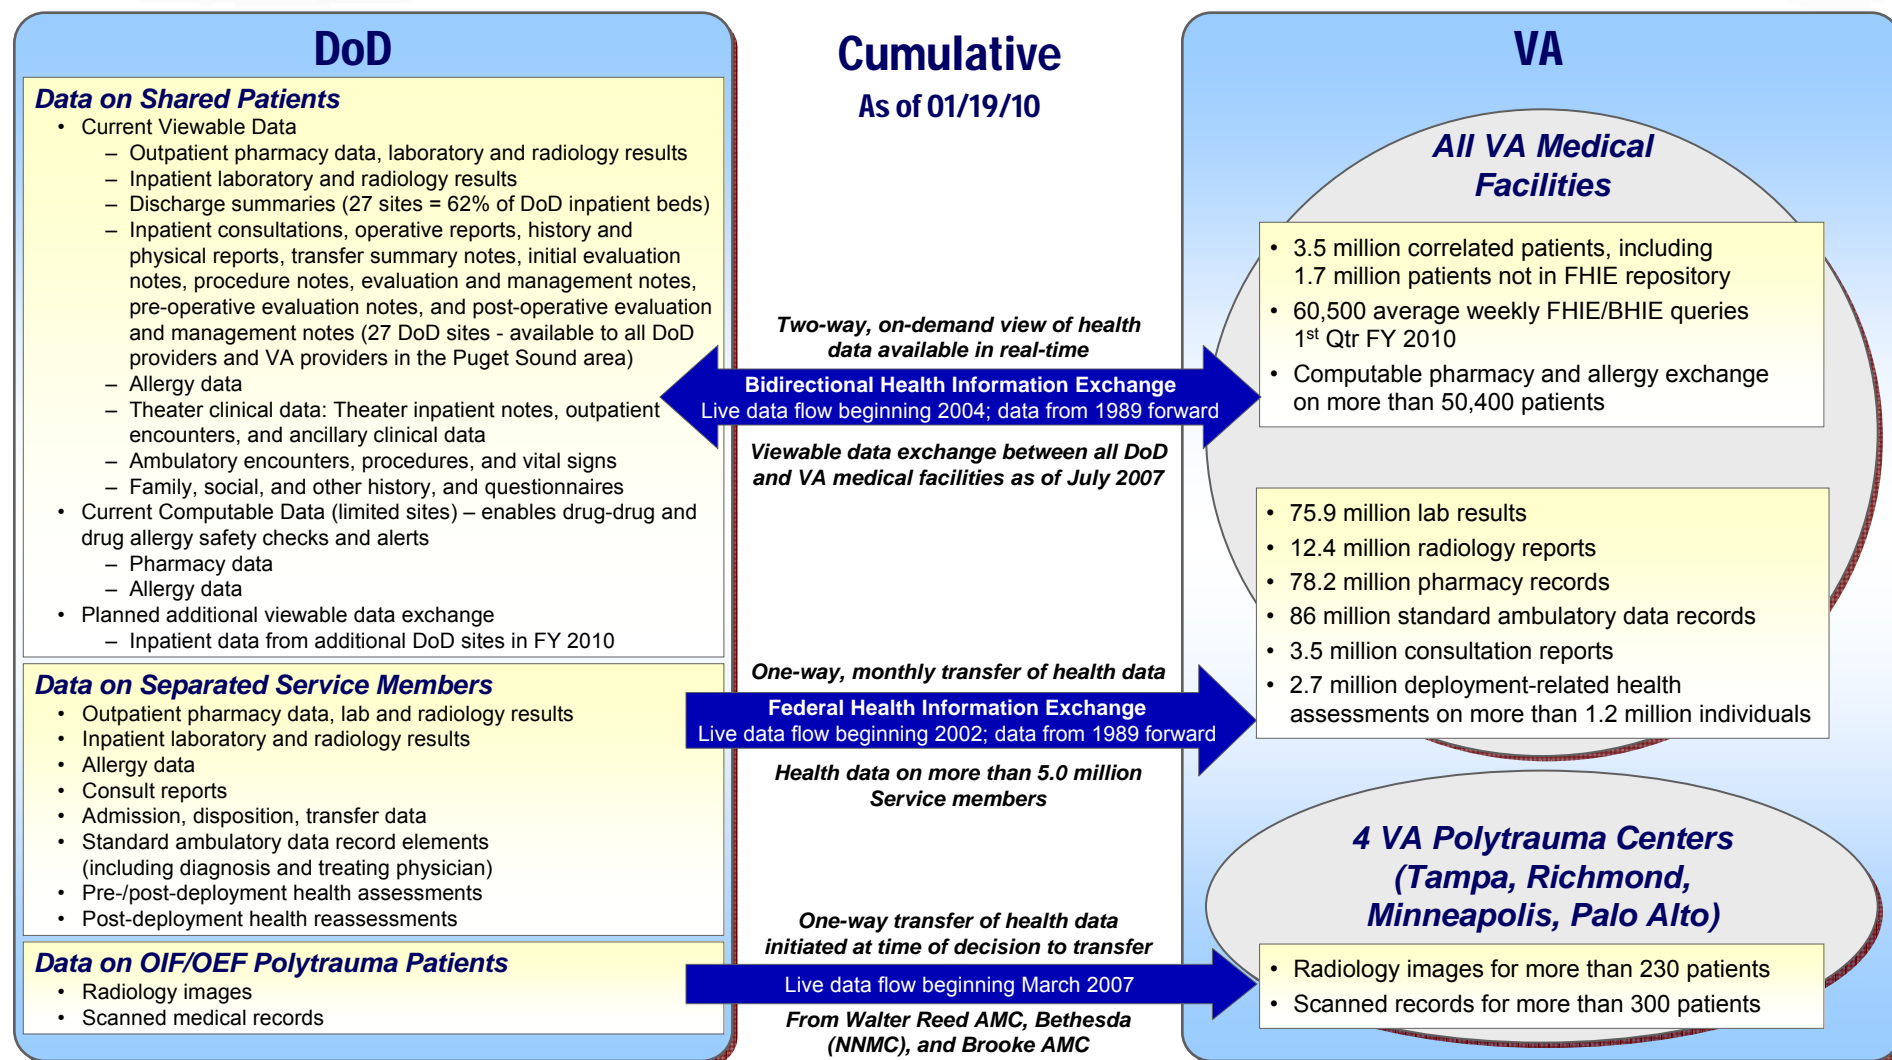 DoD
Data on Shared Patients
• Current Viewable Data
– Outpatient pharmacy data, laboratory and radiology results
– Inpatient laboratory and radiology results
– Discharge summaries (27 sites = 62% of DoD inpatient beds)
– Inpatient consultations, operative reports, history and
physical reports, transfer summary notes, initial evaluation
notes, procedure notes, evaluation and management notes,
pre-operative evaluation notes, and post-operative evaluation
and management notes (27 DoD sites - available to all DoD
providers and VA providers in the Puget Sound area)
– Allergy data
– Theater clinical data: Theater inpatient notes, outpatient
encounters, and ancillary clinical data
– Ambulatory encounters, procedures, and vital signs
– Family, social, and other history, and questionnaires
• Current Computable Data (limited sites) – enables drug-drug and
drug allergy safety checks and alerts
– Pharmacy data
– Allergy data
• Planned additional viewable data exchange
– Inpatient data from additional DoD sites in FY 2010
Data on Separated Service Members
• Outpatient pharmacy data, lab and radiology results
• Inpatient laboratory and radiology results
• Allergy data
• Consult reports
• Admission, disposition, transfer data
• Standard ambulatory data record elements
(including diagnosis and treating physician)
• Pre-/post-deployment health assessments
• Post-deployment health reassessments
Data on OIF/OEF Polytrauma Patients
• Radiology images
• Scanned medical records
Cumulative
As of 01/19/10
Two-way, on-demand view of health
data available in real-time
Bidirectional Health Information Exchange
Live data flow beginning 2004; data from 1989 forward
Viewable data exchange between all DoD
and VA medical facilities as of July 2007
One-way, monthly transfer of health data
Federal Health Information Exchange
Live data flow beginning 2002; data from 1989 forward
Health data on more than 5.0 million
Service members
One-way transfer of health data
initiated at time of decision to transfer
Live data flow beginning March 2007
From Walter Reed AMC, Bethesda
(NNMC), and Brooke AMC
VA
All VA Medical
Facilities
• 3.5 million correlated patients, including
1.7 million patients not in FHIE repository
• 60,500 average weekly FHIE/BHIE queries
1st Qtr FY 2010
• Computable pharmacy and allergy exchange
on more than 50,400 patients
• 75.9 million lab results
• 12.4 million radiology reports
• 78.2 million pharmacy records
• 86 million standard ambulatory data records
• 3.5 million consultation reports
• 2.7 million deployment-related health
assessments on more than 1.2 million individuals
4 VA Polytrauma Centers
(Tampa, Richmond,
Minneapolis, Palo Alto)
• Radiology images for more than 230 patients
• Scanned records for more than 300 patients